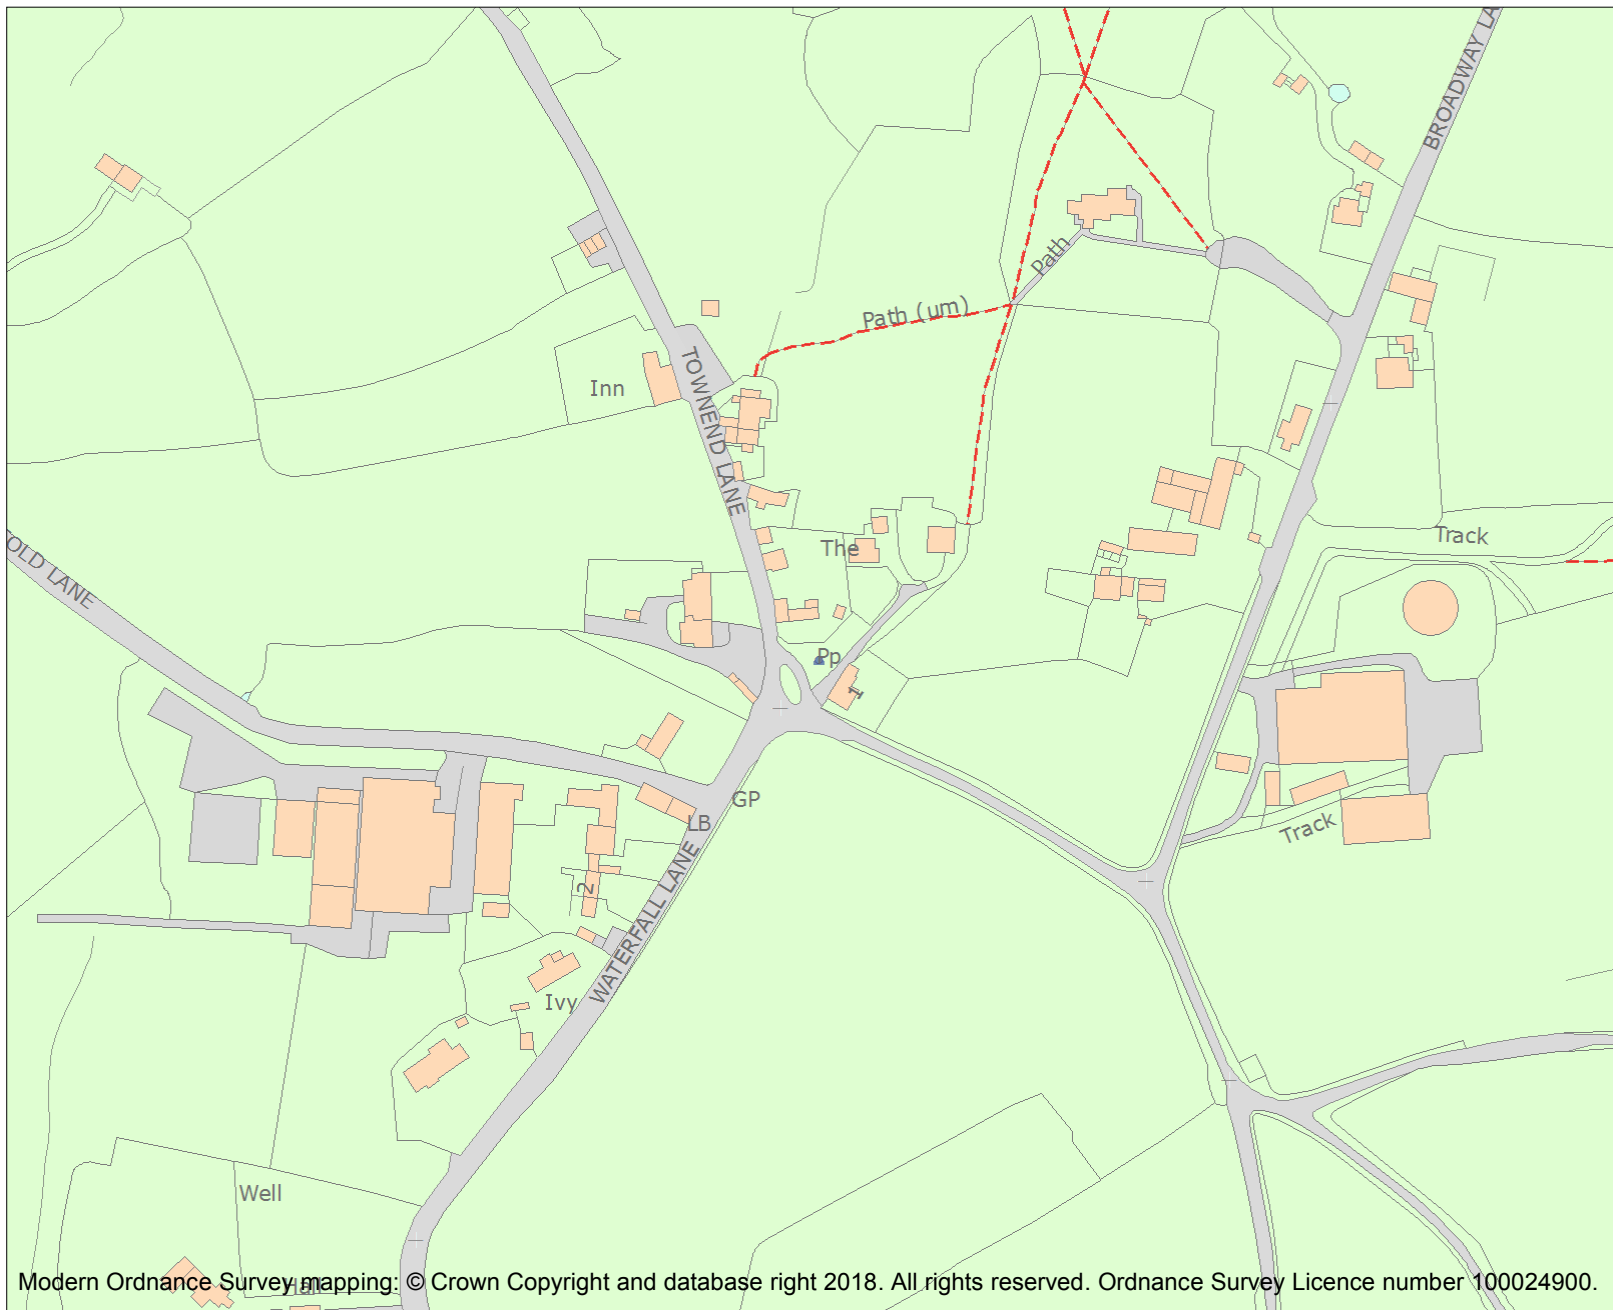 BROADWAY LA
Path
Path (um)
TOWNEND LANE
Inn
The
Track
OLD LANE
Pp
1
GP
LB
Track
2
WATERFALL LANE
Ivy
Well
Hall
Modern Ordnance Survey mapping: © Crown Copyright and database right 2018. All rights reserved. Ordnance Survey Licence number 100024900.